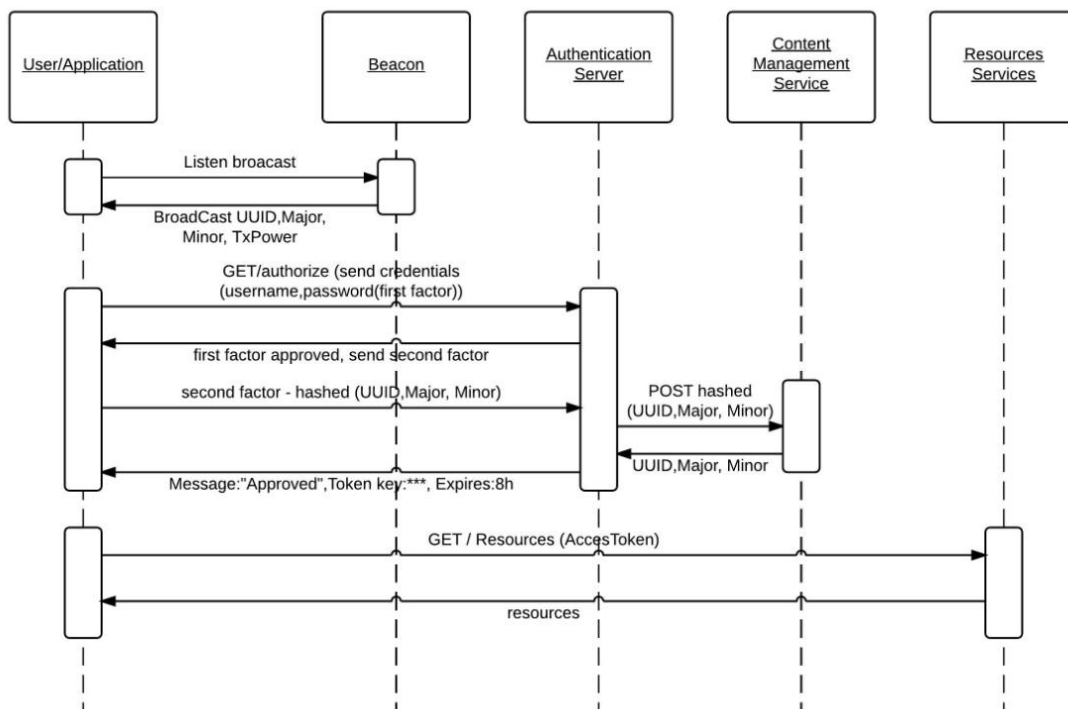 User/Application
Beacon
Authentication
Server
Content
Management
Service
Resources
Services
Listen broacast
BroadCast UUID,Major,
Minor, TxPower
GET/authorize (send credentials
(username,password(first factor))
first factor approved, send second factor
second factor - hashed (UUID,Major, Minor)
POST hashed
(UUID,Major, Minor)
UUID,Major, Minor
Message:"Approved",Token key:***, Expires:8h
GET / Resources (AccesToken)
resources